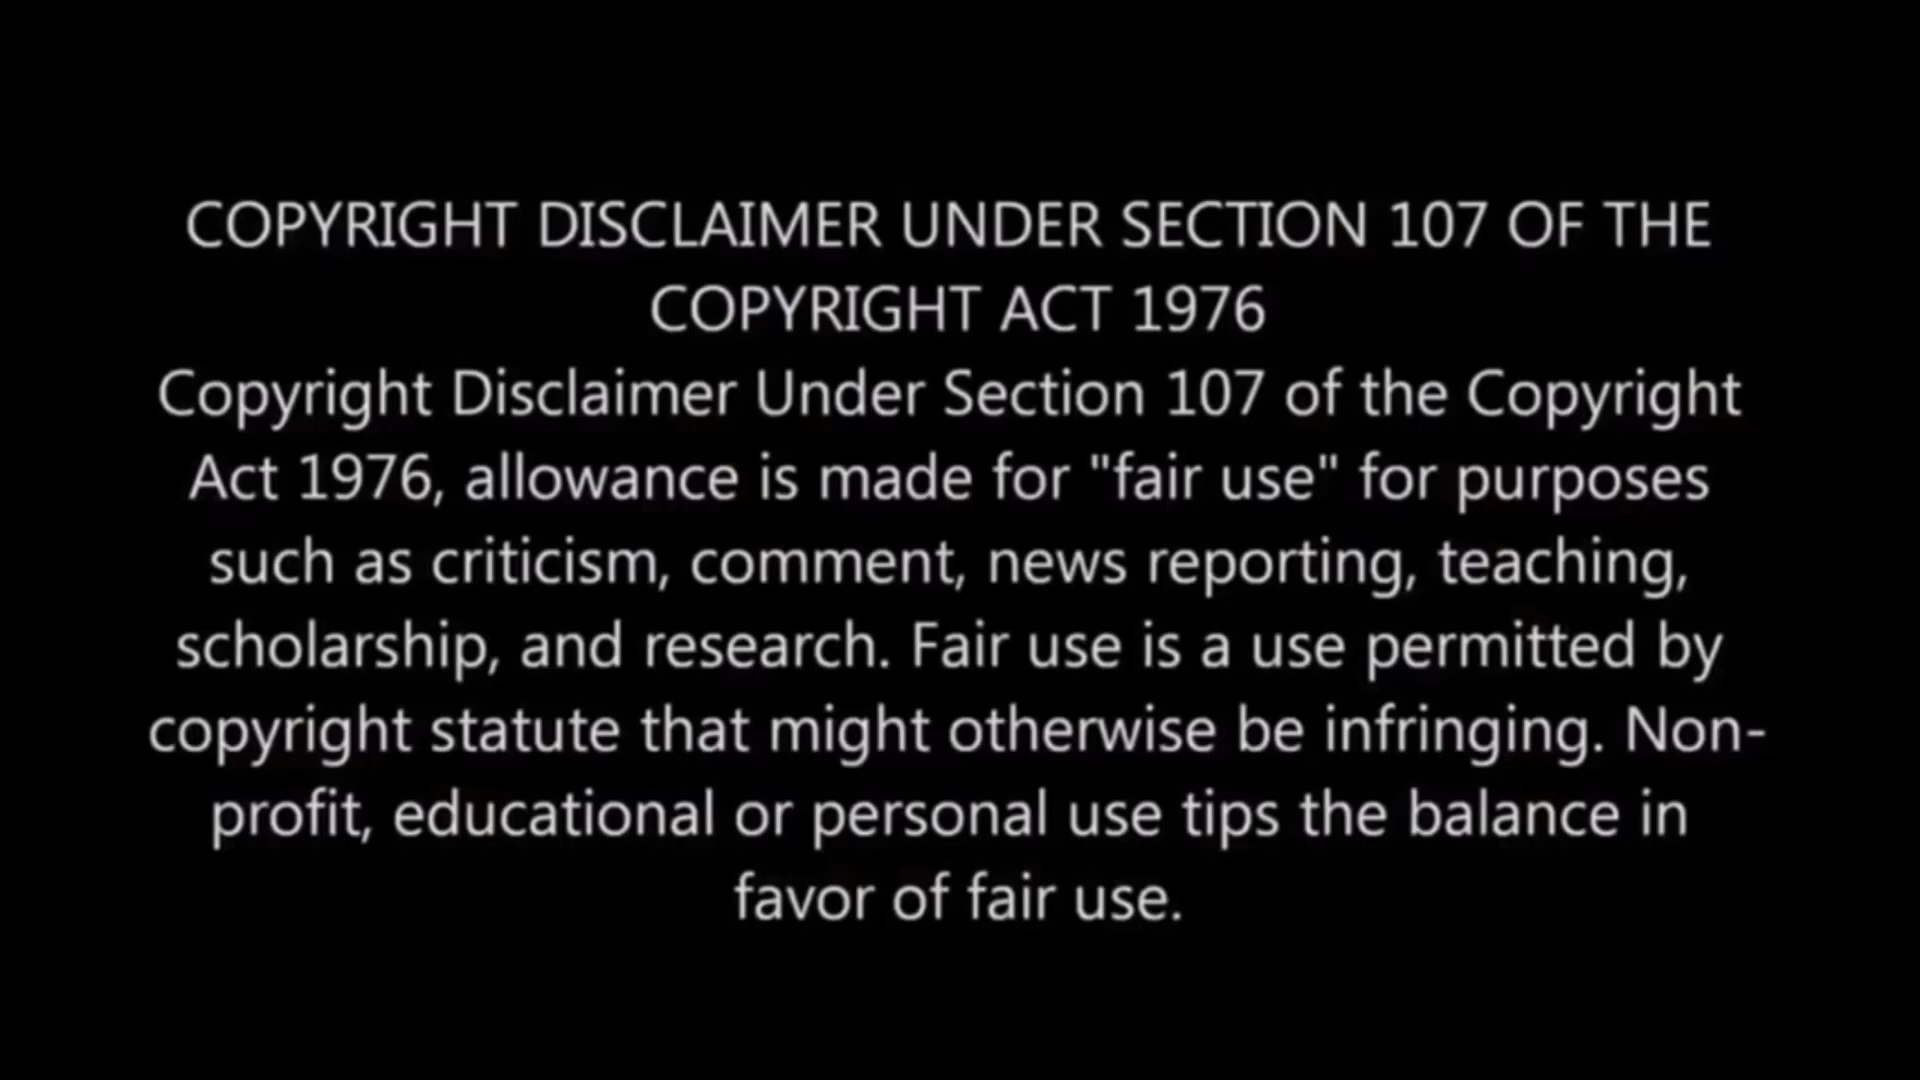 COPYRIGHT DISCLAIMER UNDER SECTION 107 OF THE
COPYRIGHT ACT 1976
Copyright Disclaimer Under Section 107 of the Copyright
Act 1976, allowance is made for "fair use" for purposes
such as criticism, comment, news reporting, teaching,
scholarship, and research. Fair use is a use permitted by
copyright statute that might otherwise be infringing. Non-
profit, educational or personal use tips the balance in
favor of fair use.